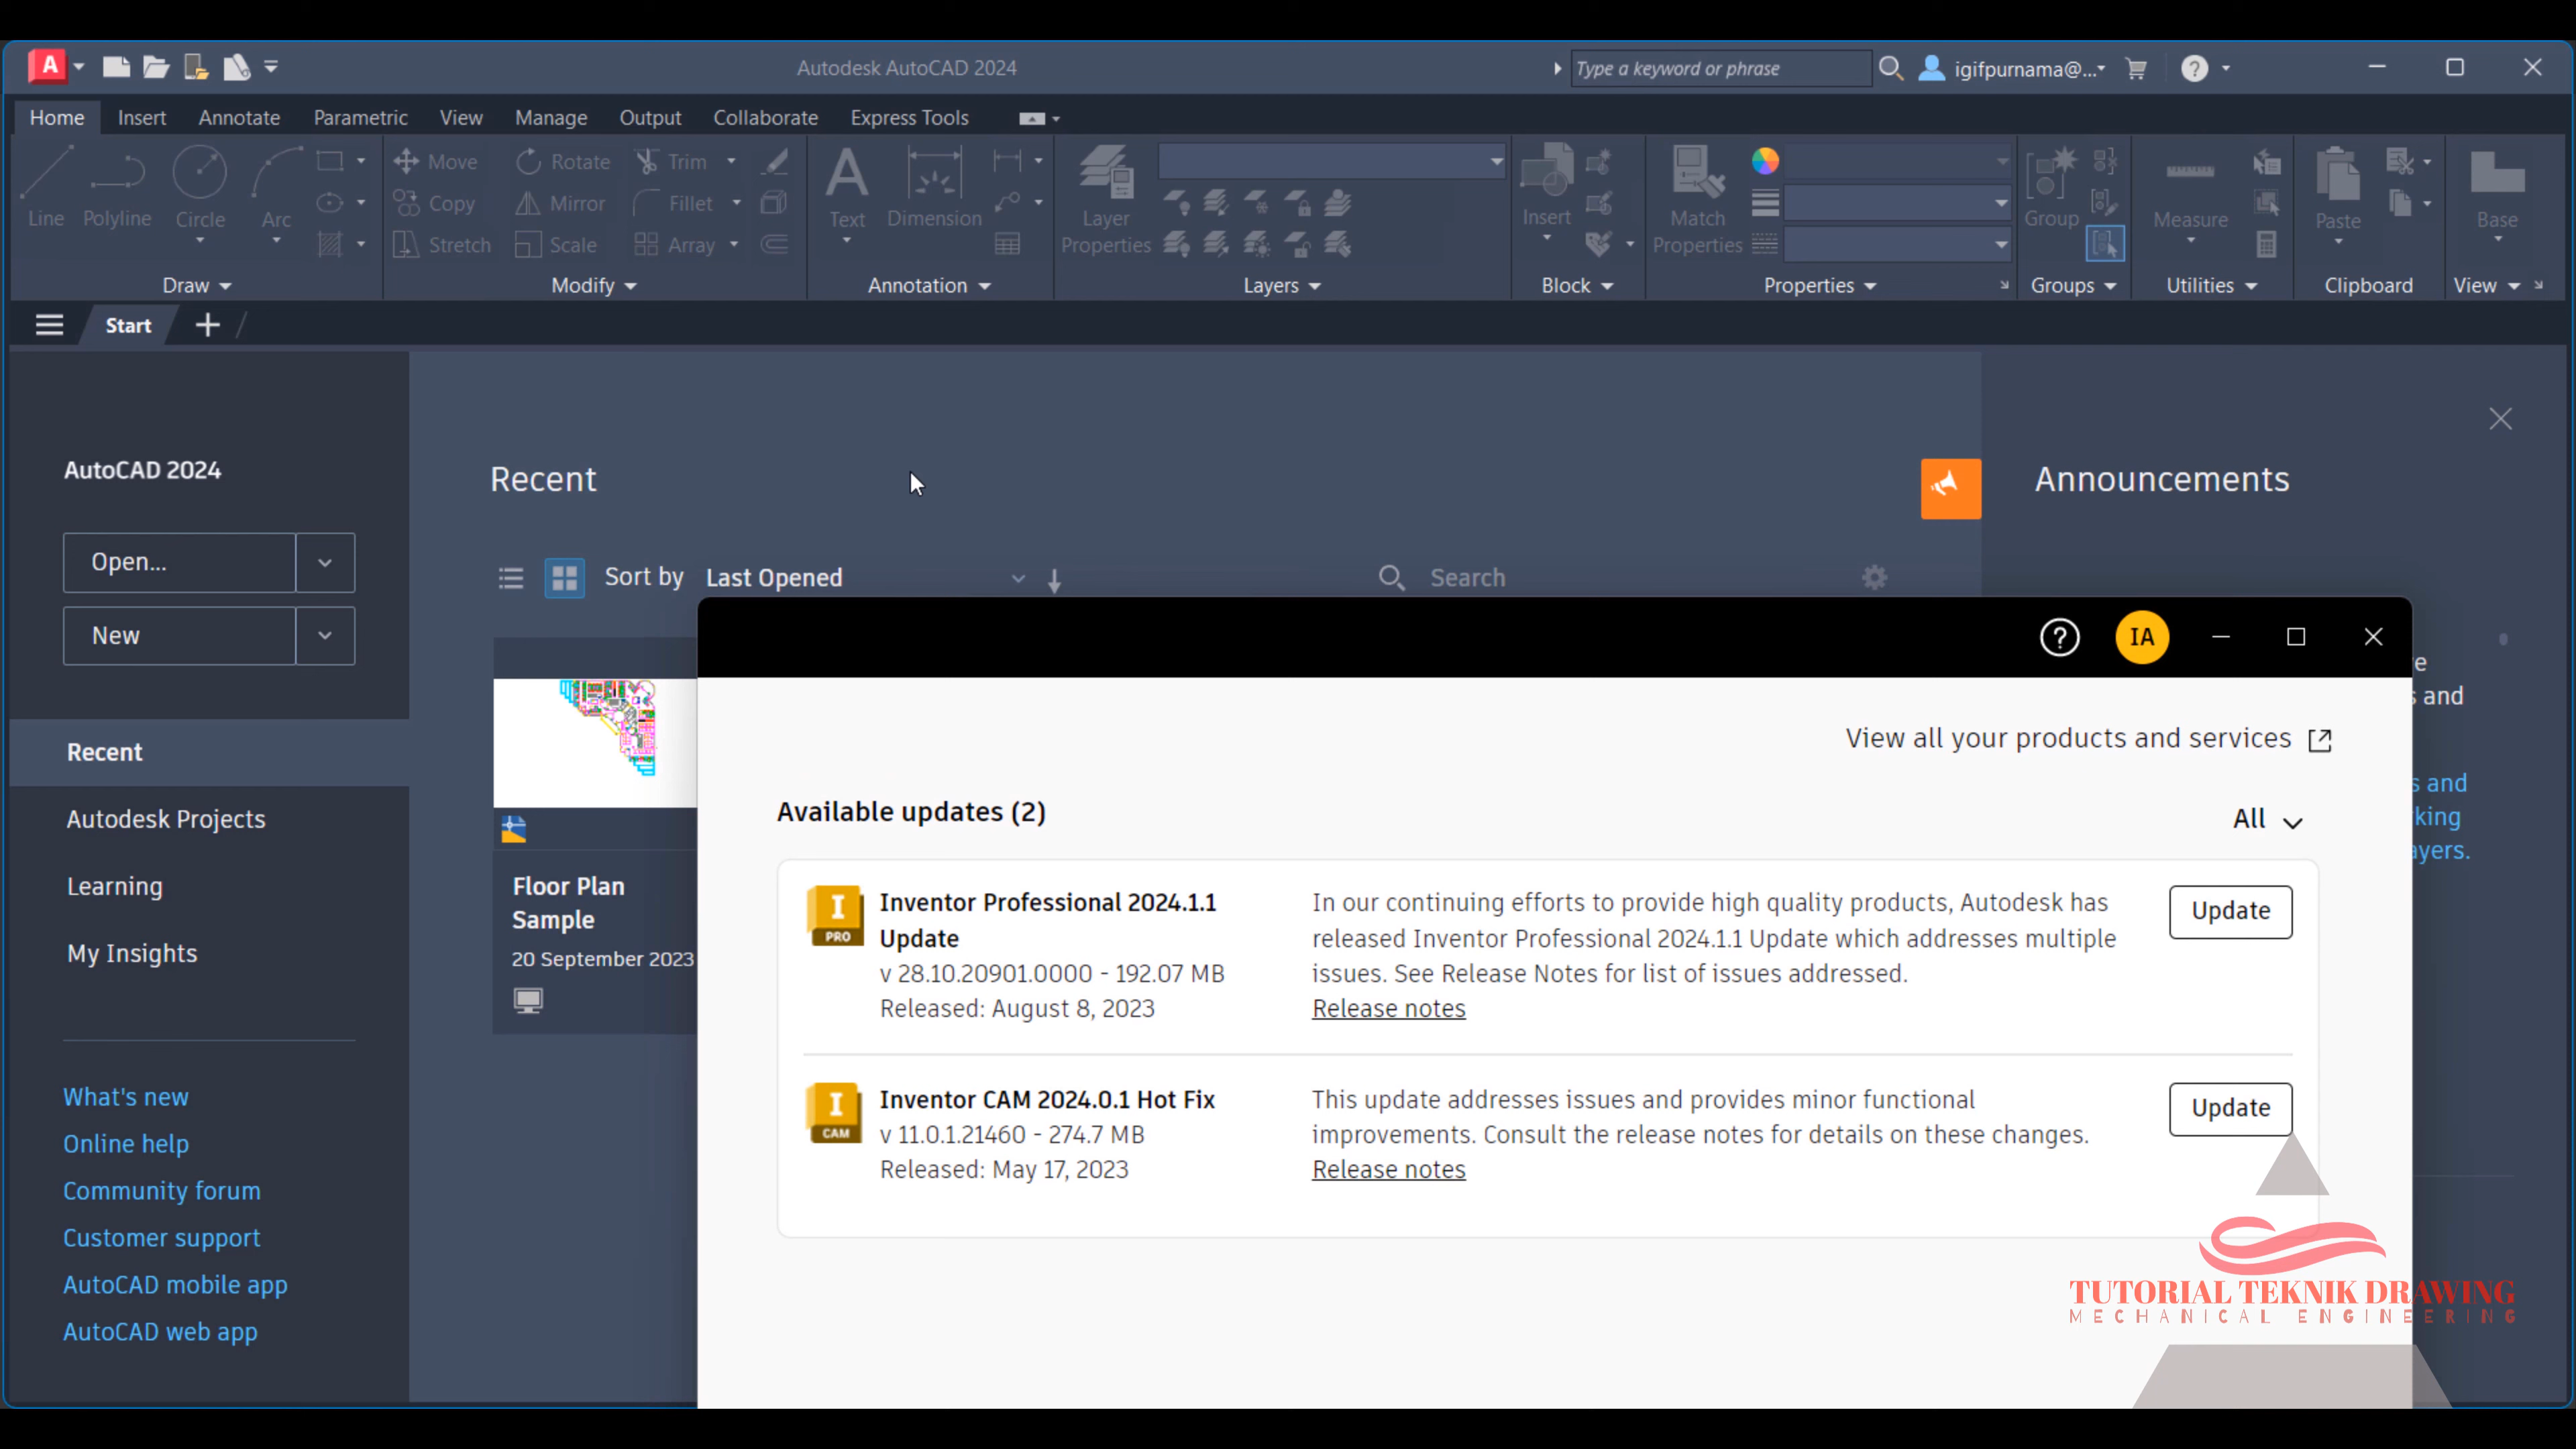 A
Autodesk AutoCAD 2024
Type a keyword or phrase
igifpurnama@...
Home Insert Annotate Parametric View Manage Output Collaborate Express Tools
Line Polyline Circle Arc
Move Rotate Trim
Copy Mirror Fillet
Stretch Scale Array
Text Dimension
Layer Properties
Insert
Match Properties
Group
Measure
Paste
Base
Draw Modify Annotation Layers Block Properties Groups Utilities Clipboard View
Start
AutoCAD 2024
Open...
New
Recent
Autodesk Projects
Learning
My Insights
What's new
Online help
Community forum
Customer support
AutoCAD mobile app
AutoCAD web app
Recent
Sort by Last Opened
Search
Floor Plan
Sample
20 September 2023
Announcements
e
s and
s and
king
ayers.
IA
View all your products and services
Available updates (2)
All
I PRO
Inventor Professional 2024.1.1
Update
v 28.10.20901.0000 - 192.07 MB
Released: August 8, 2023
In our continuing efforts to provide high quality products, Autodesk has
released Inventor Professional 2024.1.1 Update which addresses multiple
issues. See Release Notes for list of issues addressed.
Release notes
Update
I CAM
Inventor CAM 2024.0.1 Hot Fix
v 11.0.1.21460 - 274.7 MB
Released: May 17, 2023
This update addresses issues and provides minor functional
improvements. Consult the release notes for details on these changes.
Release notes
Update
TUTORIAL TEKNIK DRAWING
MECHANICAL ENGINEERING